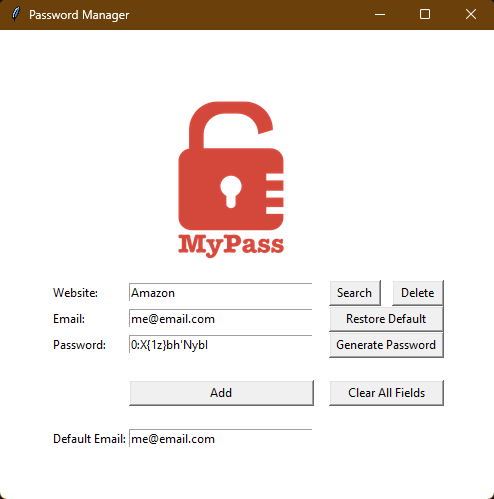 Password Manager
MyPass
Website: Amazon Search Delete
Email: me@email.com Restore Default
Password: 0:X{1z}bh'Nybl Generate Password
Add Clear All Fields
Default Email: me@email.com